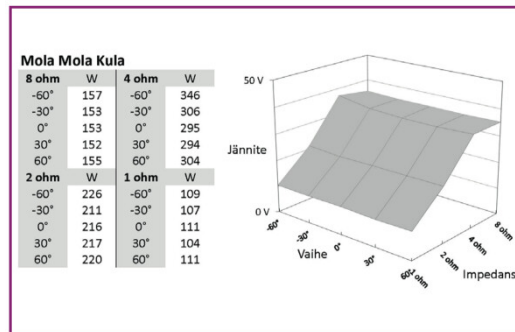 Mola Mola Kula
8 ohm W 4 ohm W
-60° 157 -60° 346
-30° 153 -30° 306
0° 153 0° 295
30° 152 30° 294
60° 155 60° 304
2 ohm W 1 ohm W
-60° 226 -60° 109
-30° 211 -30° 107
0° 216 0° 111
30° 217 30° 104
60° 220 60° 111
50 V
Jännite
0 V
-60°
-30°
0°
30°
60°
Vaihe
1 ohm
2 ohm
4 ohm
8 ohm
Impedans